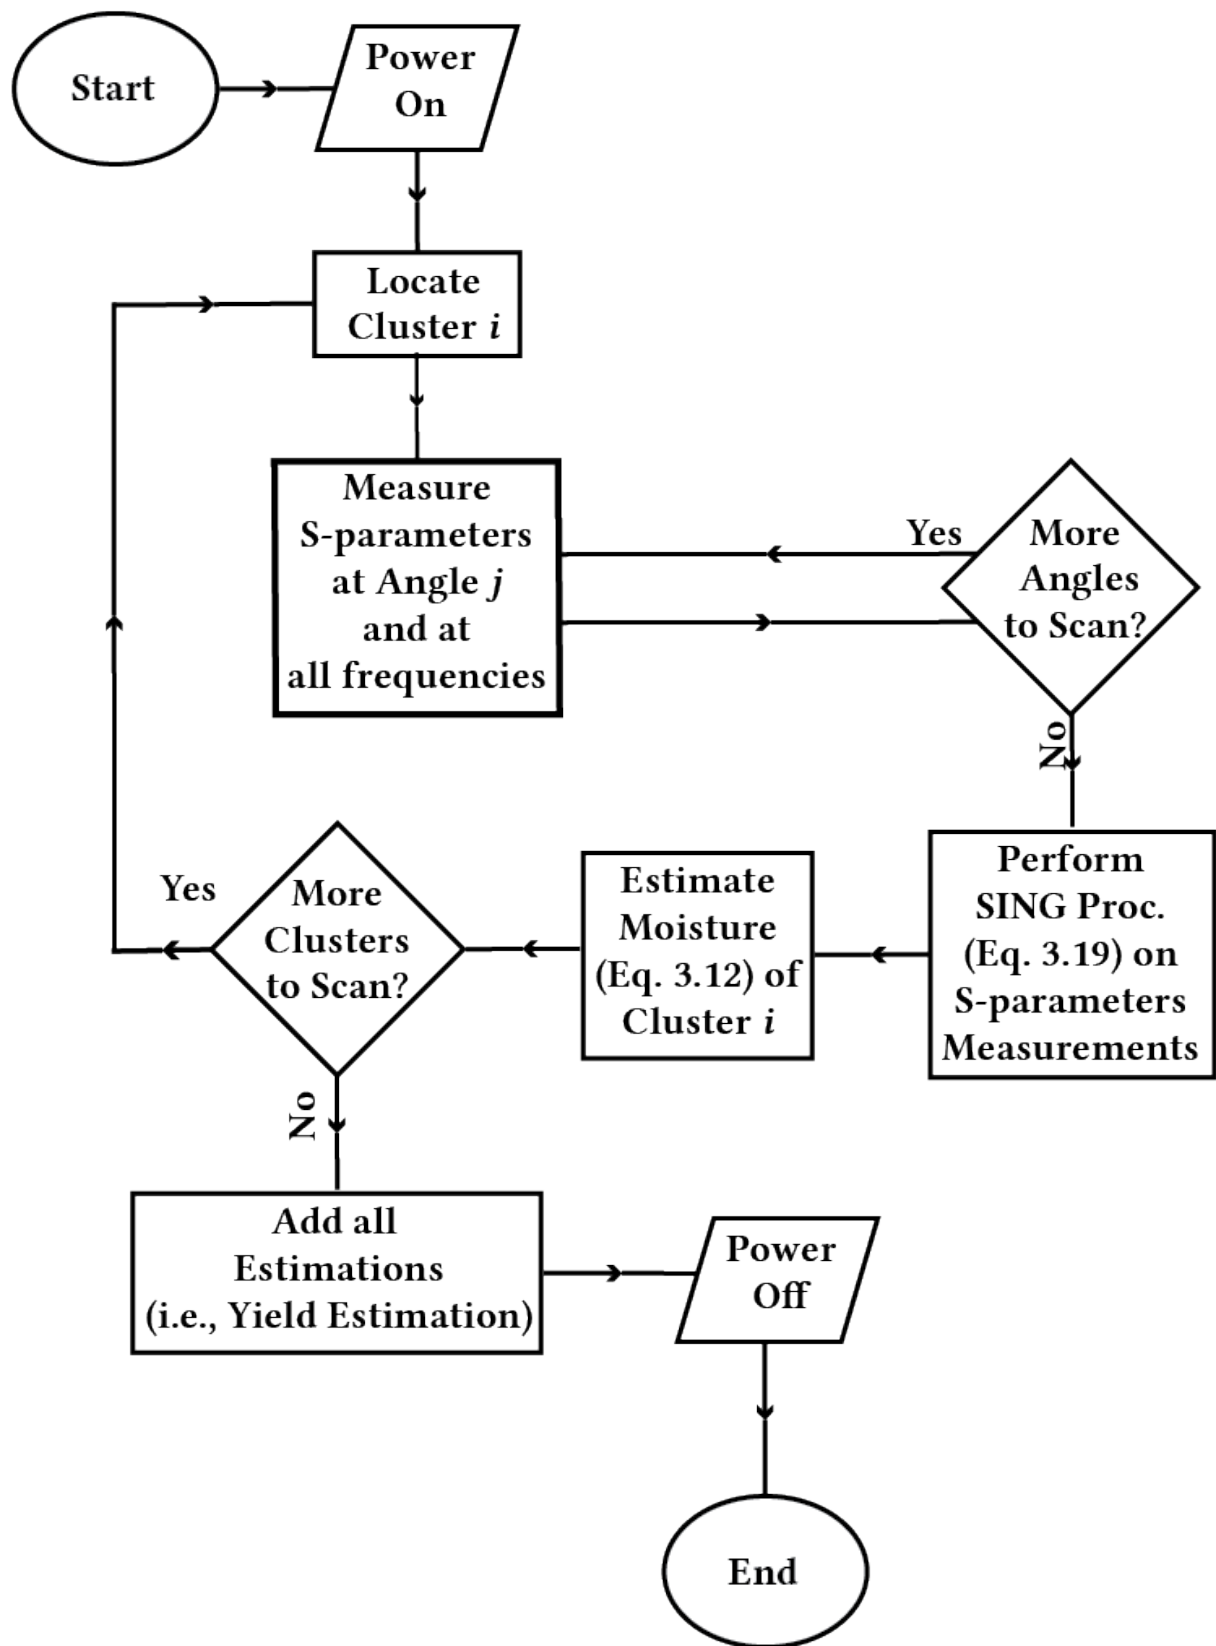 Start
Power
On
Locate
Cluster i
Measure
S-parameters
at Angle j
and at
all frequencies
Yes
More
Angles
to Scan?
No
Perform
SING Proc.
(Eq. 3.19) on
S-parameters
Measurements
Estimate
Moisture
(Eq. 3.12) of
Cluster i
More
Clusters
to Scan?
Yes
No
Add all
Estimations
(i.e., Yield Estimation)
Power
Off
End